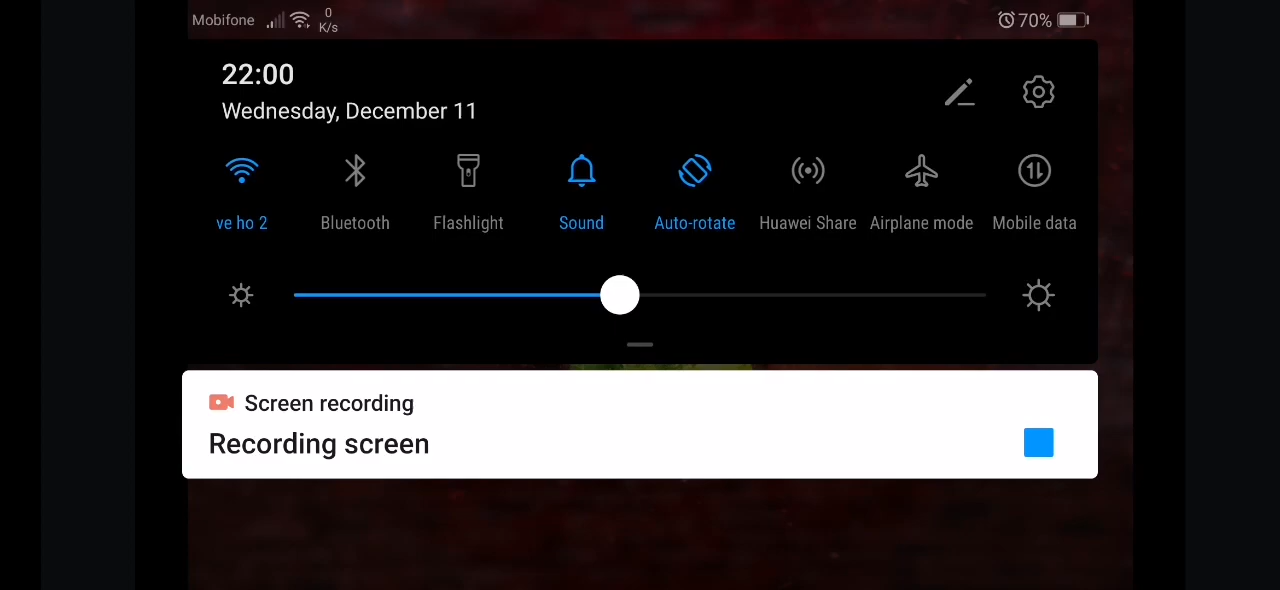 Mobifone
0
K/s
70%
22:00
Wednesday, December 11
ve ho 2
Bluetooth
Flashlight
Sound
Auto-rotate
Huawei Share
Airplane mode
Mobile data
Screen recording
Recording screen